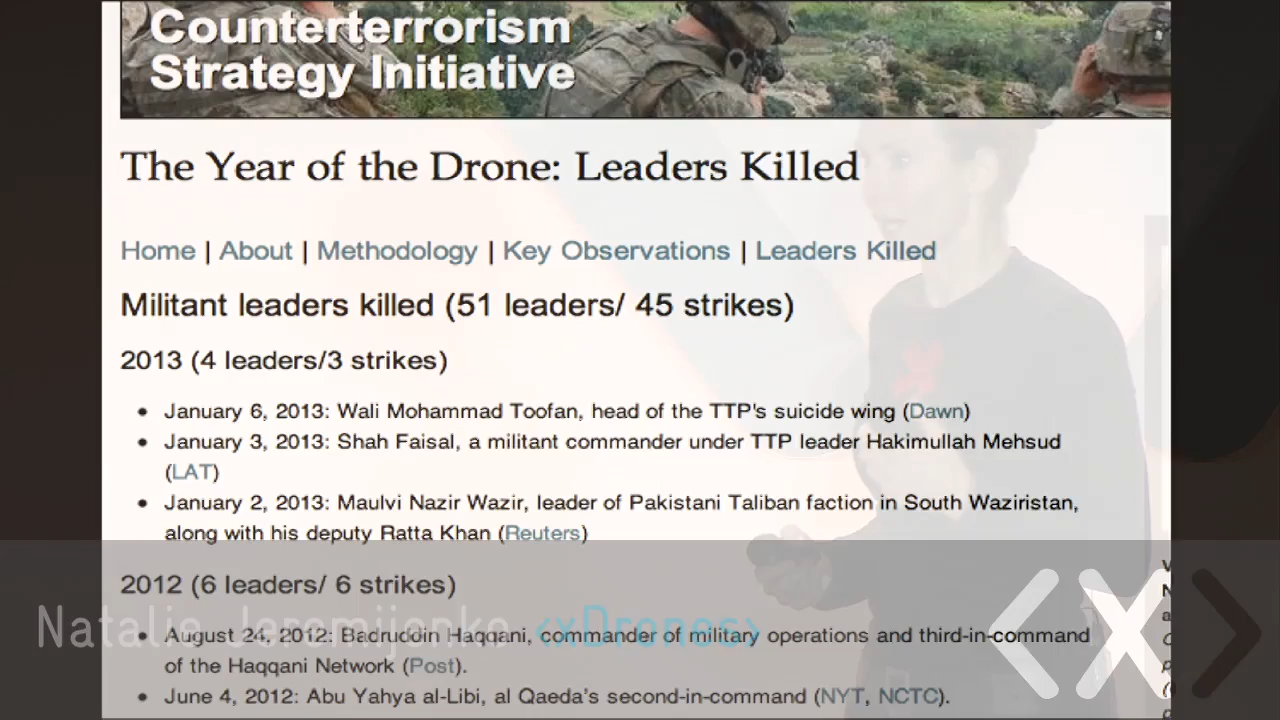 Counterterrorism
Strategy Initiative
The Year of the Drone: Leaders Killed
Home | About | Methodology | Key Observations | Leaders Killed
Militant leaders killed (51 leaders/ 45 strikes)
2013 (4 leaders/3 strikes)
• January 6, 2013: Wali Mohammad Toofan, head of the TTP's suicide wing (Dawn)
• January 3, 2013: Shah Faisal, a militant commander under TTP leader Hakimullah Mehsud
(LAT)
• January 2, 2013: Maulvi Nazir Wazir, leader of Pakistani Taliban faction in South Waziristan,
along with his deputy Ratta Khan (Reuters)
2012 (6 leaders/ 6 strikes)
Natalie Jeremijenko <xDrones>
• August 24, 2012: Badruddin Haqqani, commander of military operations and third-in-command
of the Haqqani Network (Post).
• June 4, 2012: Abu Yahya al-Libi, al Qaeda's second-in-command (NYT, NCTC).
<x>